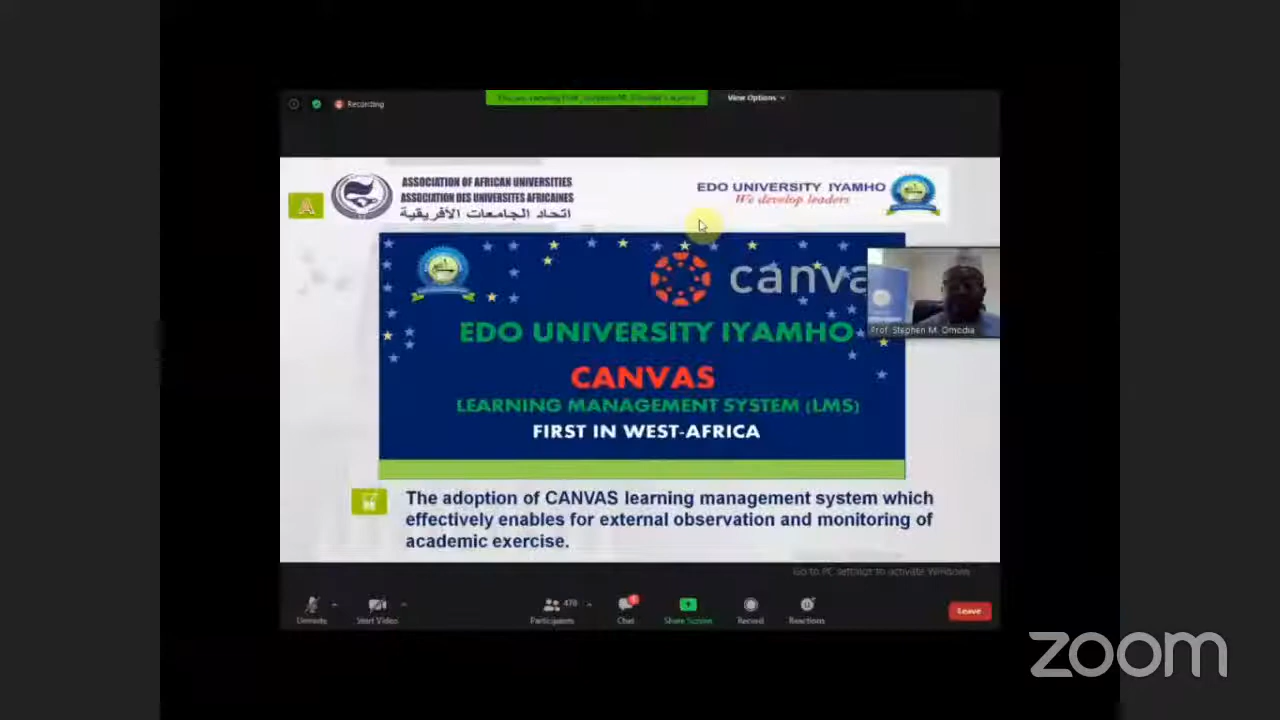 Recording
View Options
ASSOCIATION OF AFRICAN UNIVERSITIES
ASSOCIATION DES UNIVERSITES AFRICAINES
اتحاد الجامعات الأفريقية
EDO UNIVERSITY IYAMHO
We develop leaders
A
canva
EDO UNIVERSITY IYAMHO
CANVAS
LEARNING MANAGEMENT SYSTEM (LMS)
FIRST IN WEST-AFRICA
Prof. Stephen M. Omodia
The adoption of CANVAS learning management system which
effectively enables for external observation and monitoring of
academic exercise.
Go to PC settings to activate Windows.
Unmute
Start Video
Participants
Chat
Share Screen
Record
Reactions
Leave
zoom